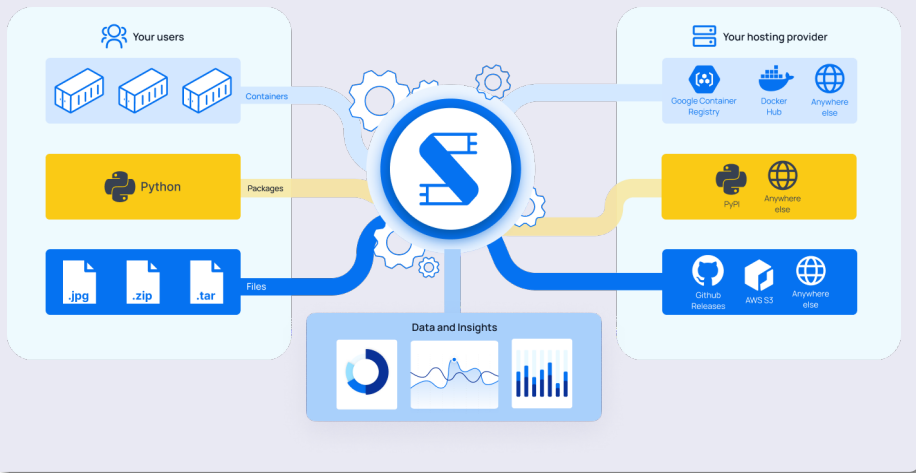 Your users
Containers
Python
Packages
.jpg
.zip
.tar
Files
Your hosting provider
Google Container
Registry
Docker
Hub
Anywhere
else
PyPI
Anywhere
else
Github
Releases
AWS S3
Anywhere
else
Data and Insights